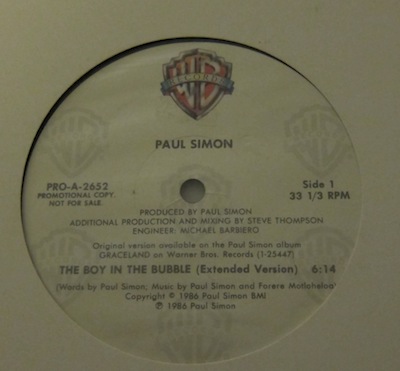 WB
RECORDS
PAUL SIMON
PRO-A-2652
PROMOTIONAL COPY.
NOT FOR SALE.
Side 1
33 1/3 RPM
PRODUCED BY PAUL SIMON
ADDITIONAL PRODUCTION AND MIXING BY STEVE THOMPSON
ENGINEER: MICHAEL BARBIERO
Original version available on the Paul Simon album
GRACELAND on Warner Bros. Records (1-25447)
THE BOY IN THE BUBBLE (Extended Version) 6:14
(Words by Paul Simon; Music by Paul Simon and Forere Motloheloa)
Copyright © 1986 Paul Simon BMI
℗ 1986 Paul Simon